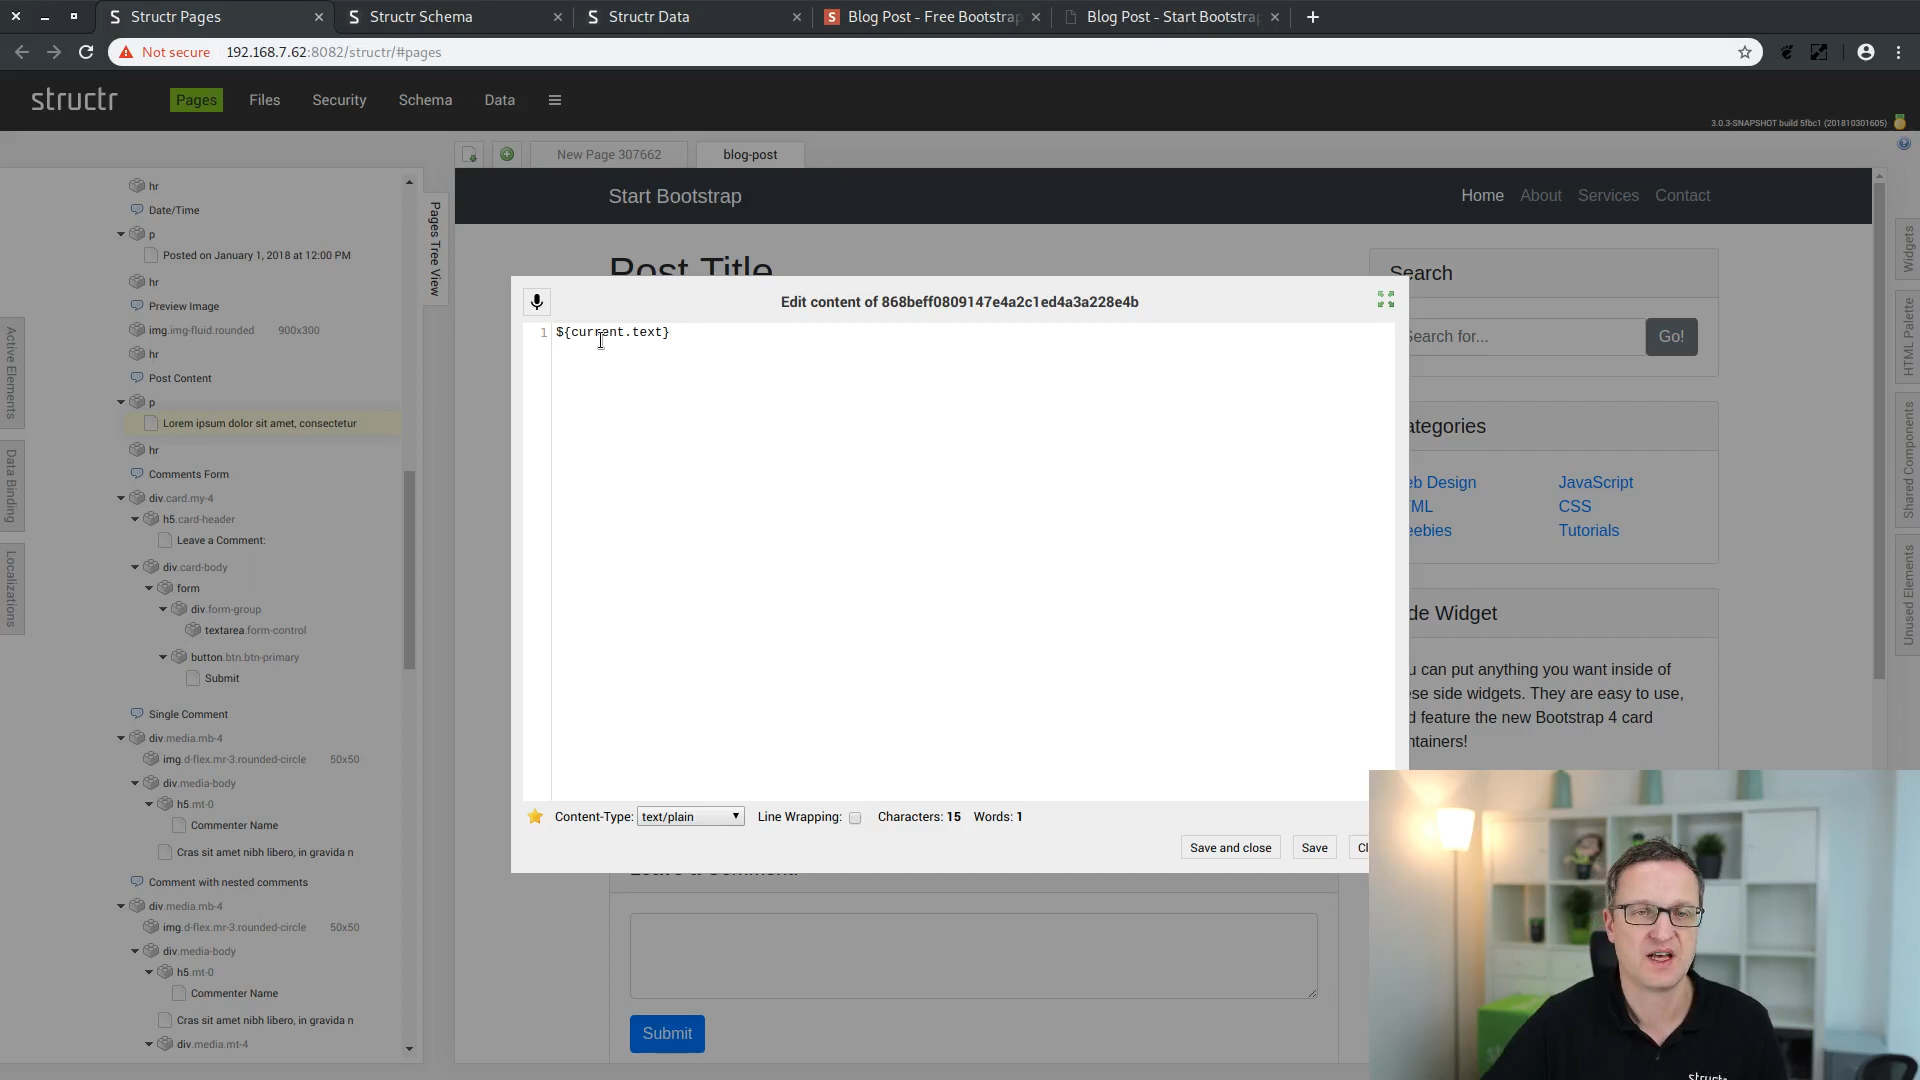 Structr Pages
Structr Schema
Structr Data
Blog Post - Free Bootstrap
Blog Post - Start Bootstrap
Not secure
192.168.7.62:8082/structr/#pages
structr
Pages
Files
Security
Schema
Data
3.0.3-SNAPSHOT build 5fbc1 (201810301605)
New Page 307662
blog-post
hr
Date/Time
p
Posted on January 1, 2018 at 12:00 PM
hr
Preview Image
img.img-fluid.rounded 900x300
hr
Post Content
p
Lorem ipsum dolor sit amet, consectetur
hr
Comments Form
div.card.my-4
h5.card-header
Leave a Comment:
div.card-body
form
div.form-group
textarea.form-control
button.btn.btn-primary
Submit
Single Comment
div.media.mb-4
img.d-flex.mr-3.rounded-circle 50x50
div.media-body
h5.mt-0
Commenter Name
Cras sit amet nibh libero, in gravida n
Comment with nested comments
div.media.mb-4
img.d-flex.mr-3.rounded-circle 50x50
div.media-body
h5.mt-0
Commenter Name
Cras sit amet nibh libero, in gravida n
div.media.mt-4
Active Elements
Data Binding
Localizations
Pages Tree View
Start Bootstrap
Home
About
Services
Contact
Post Title
Edit content of 868beff0809147e4a2c1ed4a3a228e4b
1
${current.text}
Content-Type:
text/plain
Line Wrapping:
Characters: 15
Words: 1
Save and close
Save
Cl
Submit
Search
earch for...
Go!
ategories
eb Design
JavaScript
ML
CSS
eebies
Tutorials
de Widget
u can put anything you want inside of
ese side widgets. They are easy to use,
d feature the new Bootstrap 4 card
ntainers!
Widgets
HTML Palette
Shared Components
Unused Elements
structr